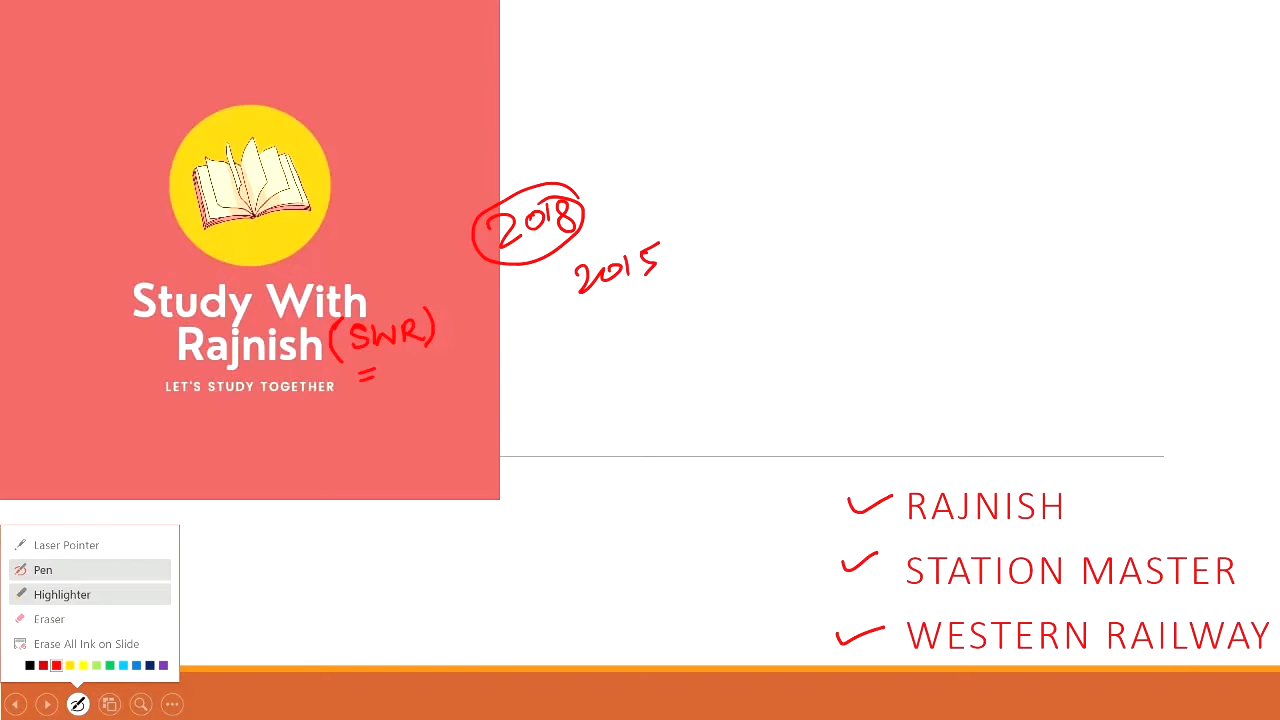 2018
2015
Study With
Rajnish (SWR)
LET'S STUDY TOGETHER
RAJNISH
STATION MASTER
WESTERN RAILWAY
Laser Pointer
Pen
Highlighter
Eraser
Erase All Ink on Slide